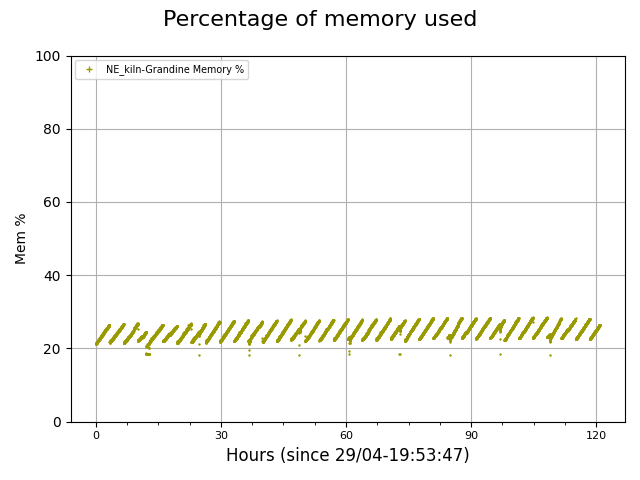 Percentage of memory used
100
80
60
40
20
0
Mem %
NE_kiln-Grandine Memory %
0 30 60 90 120
Hours (since 29/04-19:53:47)